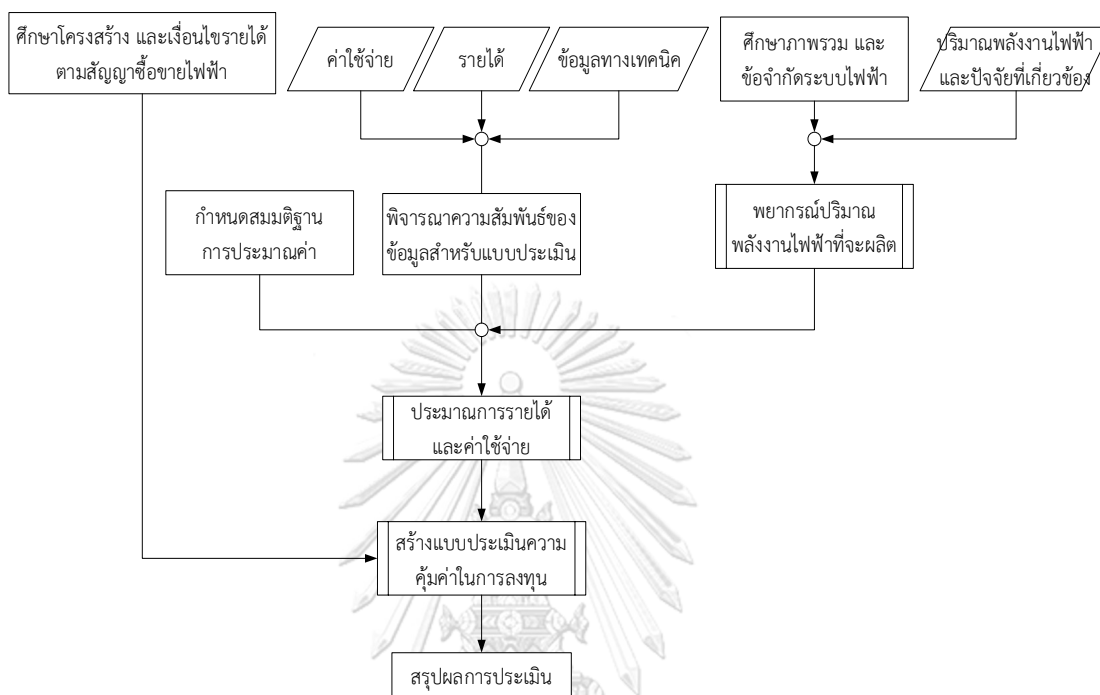 ศึกษาโครงสร้าง และเงื่อนไขรายได้
ตามสัญญาซื้อขายไฟฟ้า
ค่าใช้จ่าย
รายได้
ข้อมูลทางเทคนิค
ศึกษาภาพรวม และ
ข้อจำกัดระบบไฟฟ้า
ปริมาณพลังงานไฟฟ้า
และปัจจัยที่เกี่ยวข้อง
กำหนดสมมติฐาน
การประมาณค่า
พิจารณาความสัมพันธ์ของ
ข้อมูลสำหรับแบบประเมิน
พยากรณ์ปริมาณ
พลังงานไฟฟ้าที่จะผลิต
ประมาณการรายได้
และค่าใช้จ่าย
สร้างแบบประเมินความ
คุ้มค่าในการลงทุน
สรุปผลการประเมิน